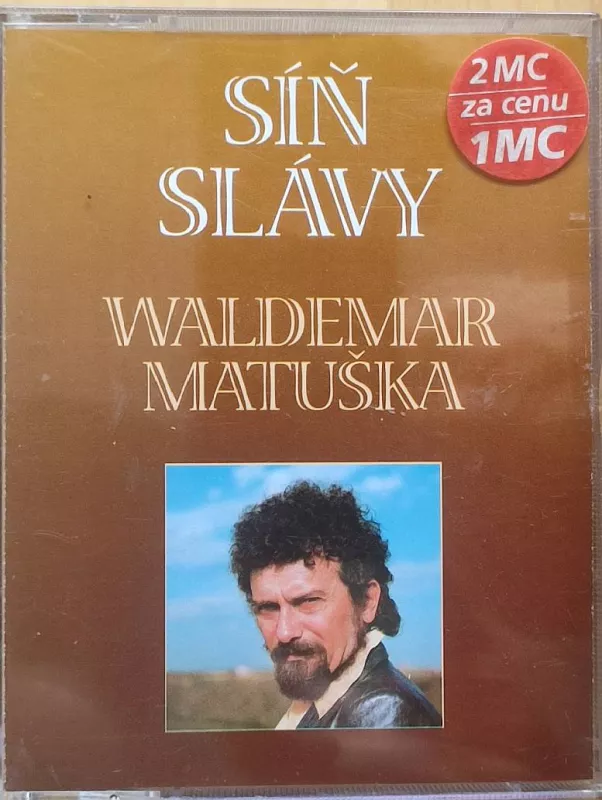 SÍŇ
SLÁVY
2 MC
za cenu
1 MC
WALDEMAR
MATUŠKA